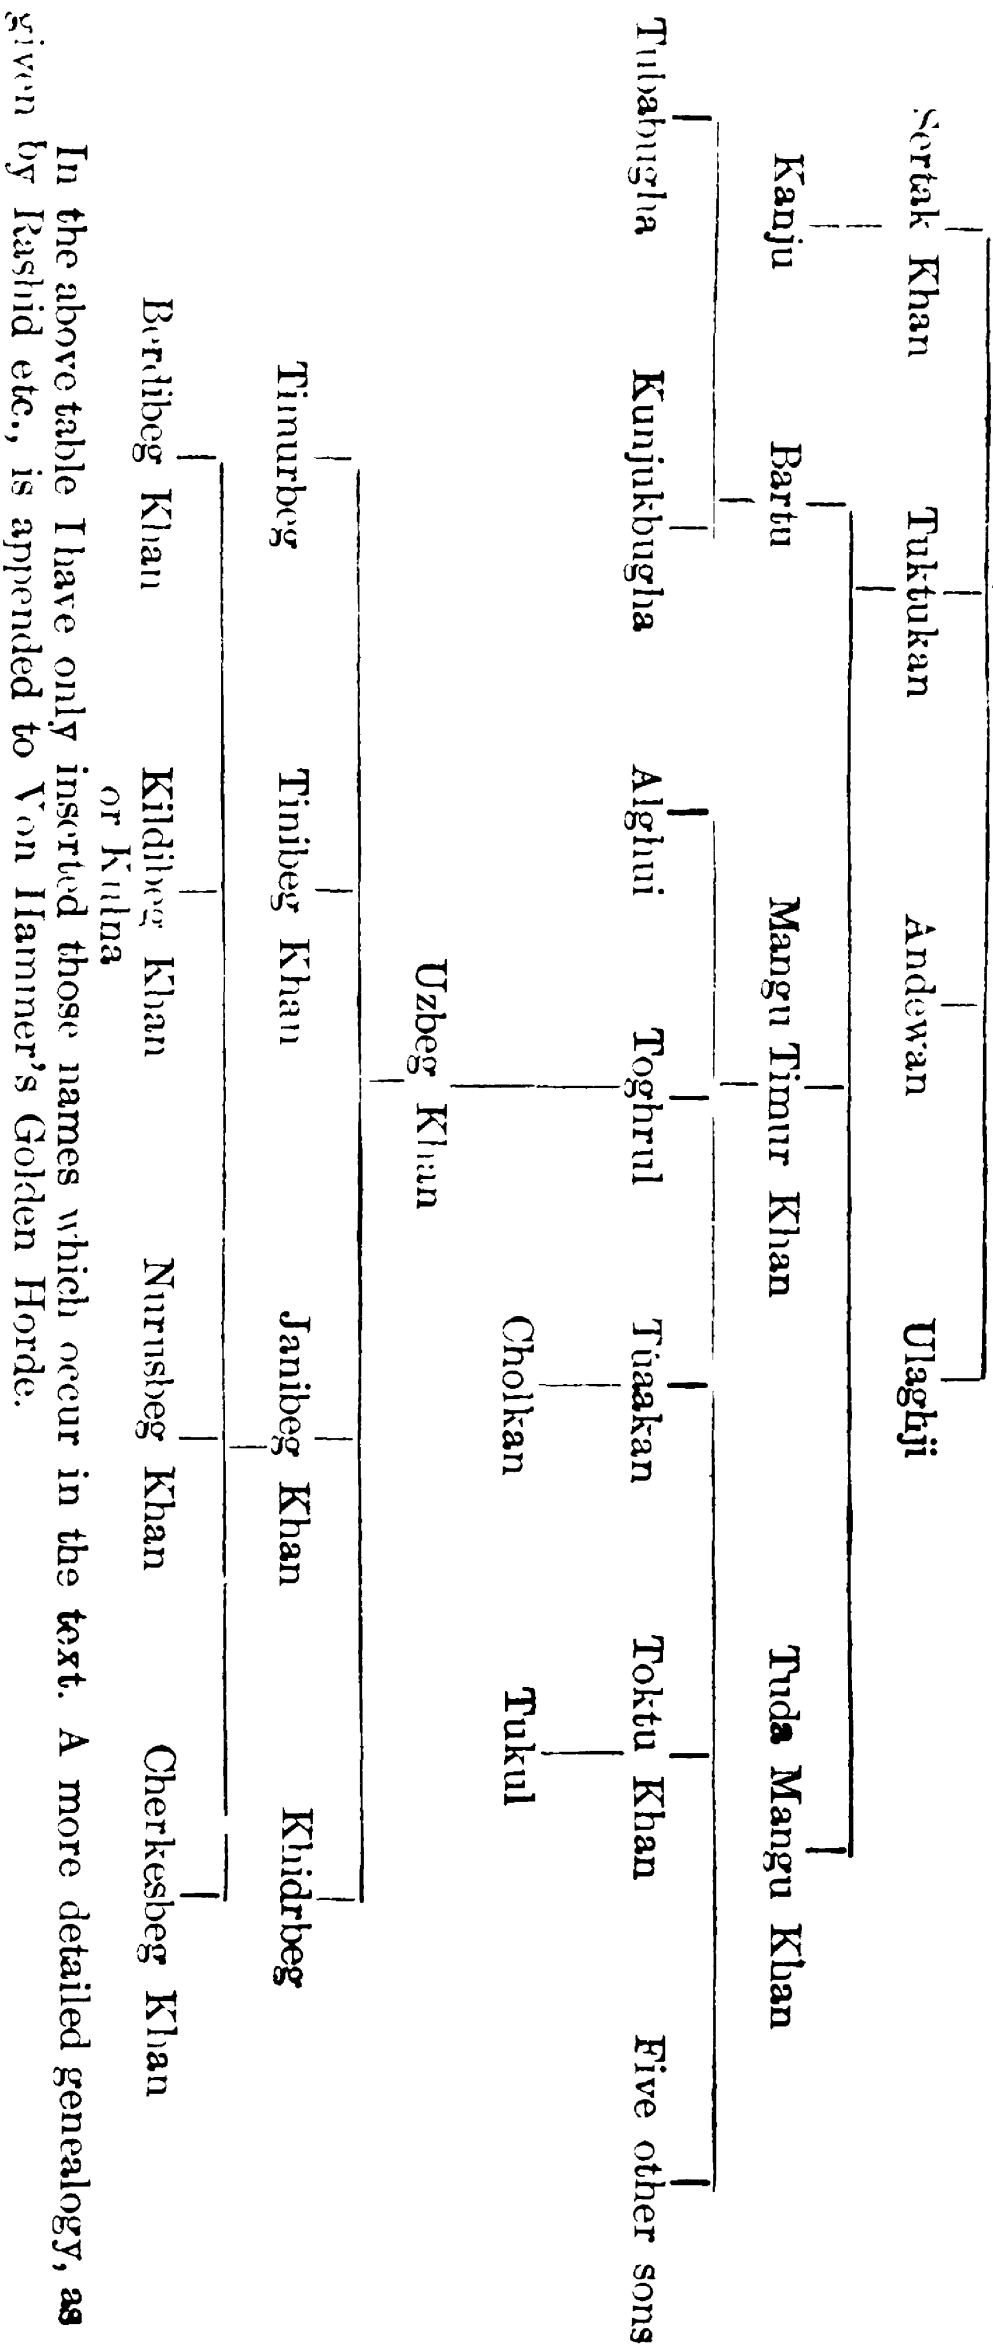 Sertak Khan Tuktukan Andewan Ulaghji
Kanju Bartu Mangu Timur Khan Tuda Mangu Khan
Tubabugha Kunjukbugha Alghui Toghrul Tuakan Toktu Khan Five other sons
Cholkan Tukul
Uzbeg Khan
Timurbeg Tinibeg Khan Janibeg Khan Khidrbeg
Berdibeg Khan Kildibeg Khan Nurusbeg Khan Cherkesbeg Khan
or Kulna
In the above table I have only inserted those names which occur in the text. A more detailed genealogy, as
given by Rashid etc., is appended to Von Hammer's Golden Horde.